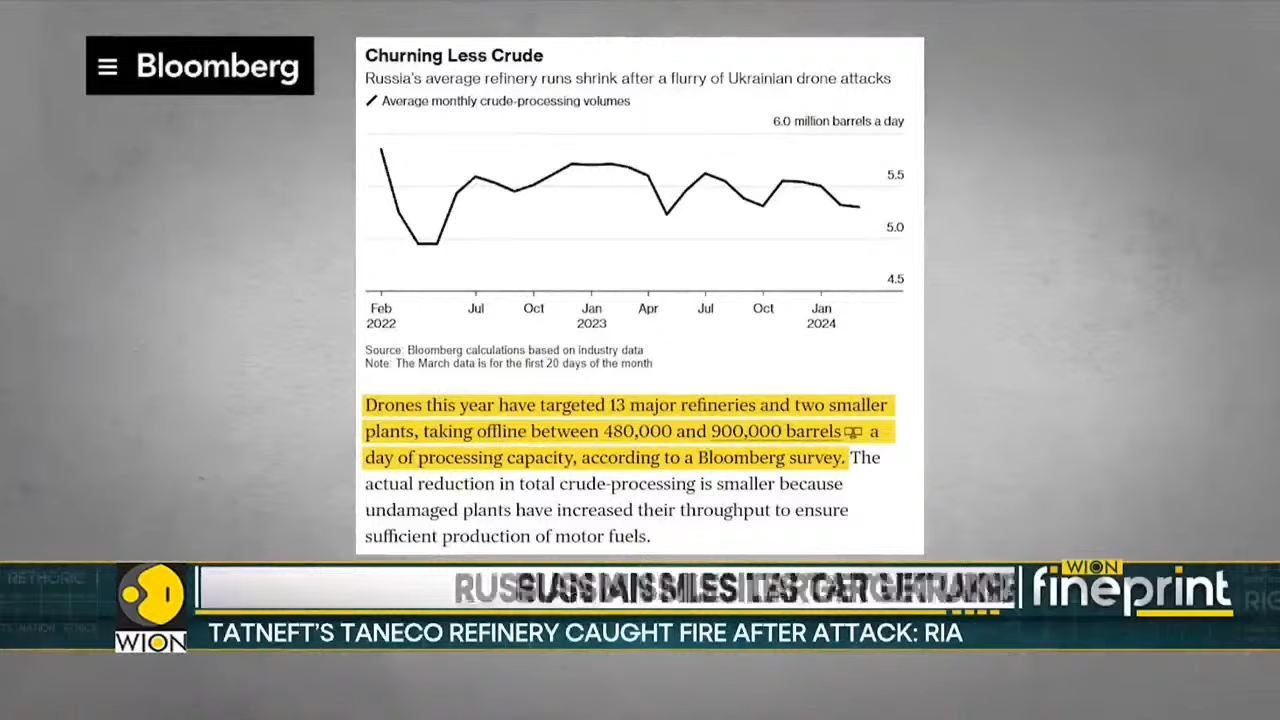 Bloomberg
Churning Less Crude
Russia's average refinery runs shrink after a flurry of Ukrainian drone attacks
Average monthly crude-processing volumes
6.0 million barrels a day
5.5
5.0
4.5
Feb Jul Oct Jan Apr Jul Oct Jan
2022 2023 2024
Source: Bloomberg calculations based on industry data
Note: The March data is for the first 20 days of the month
Drones this year have targeted 13 major refineries and two smaller
plants, taking offline between 480,000 and 900,000 barrels a
day of processing capacity, according to a Bloomberg survey. The
actual reduction in total crude-processing is smaller because
undamaged plants have increased their throughput to ensure
sufficient production of motor fuels.
WION
fineprint
WION
TATNEFT'S TANECO REFINERY CAUGHT FIRE AFTER ATTACK: RIA